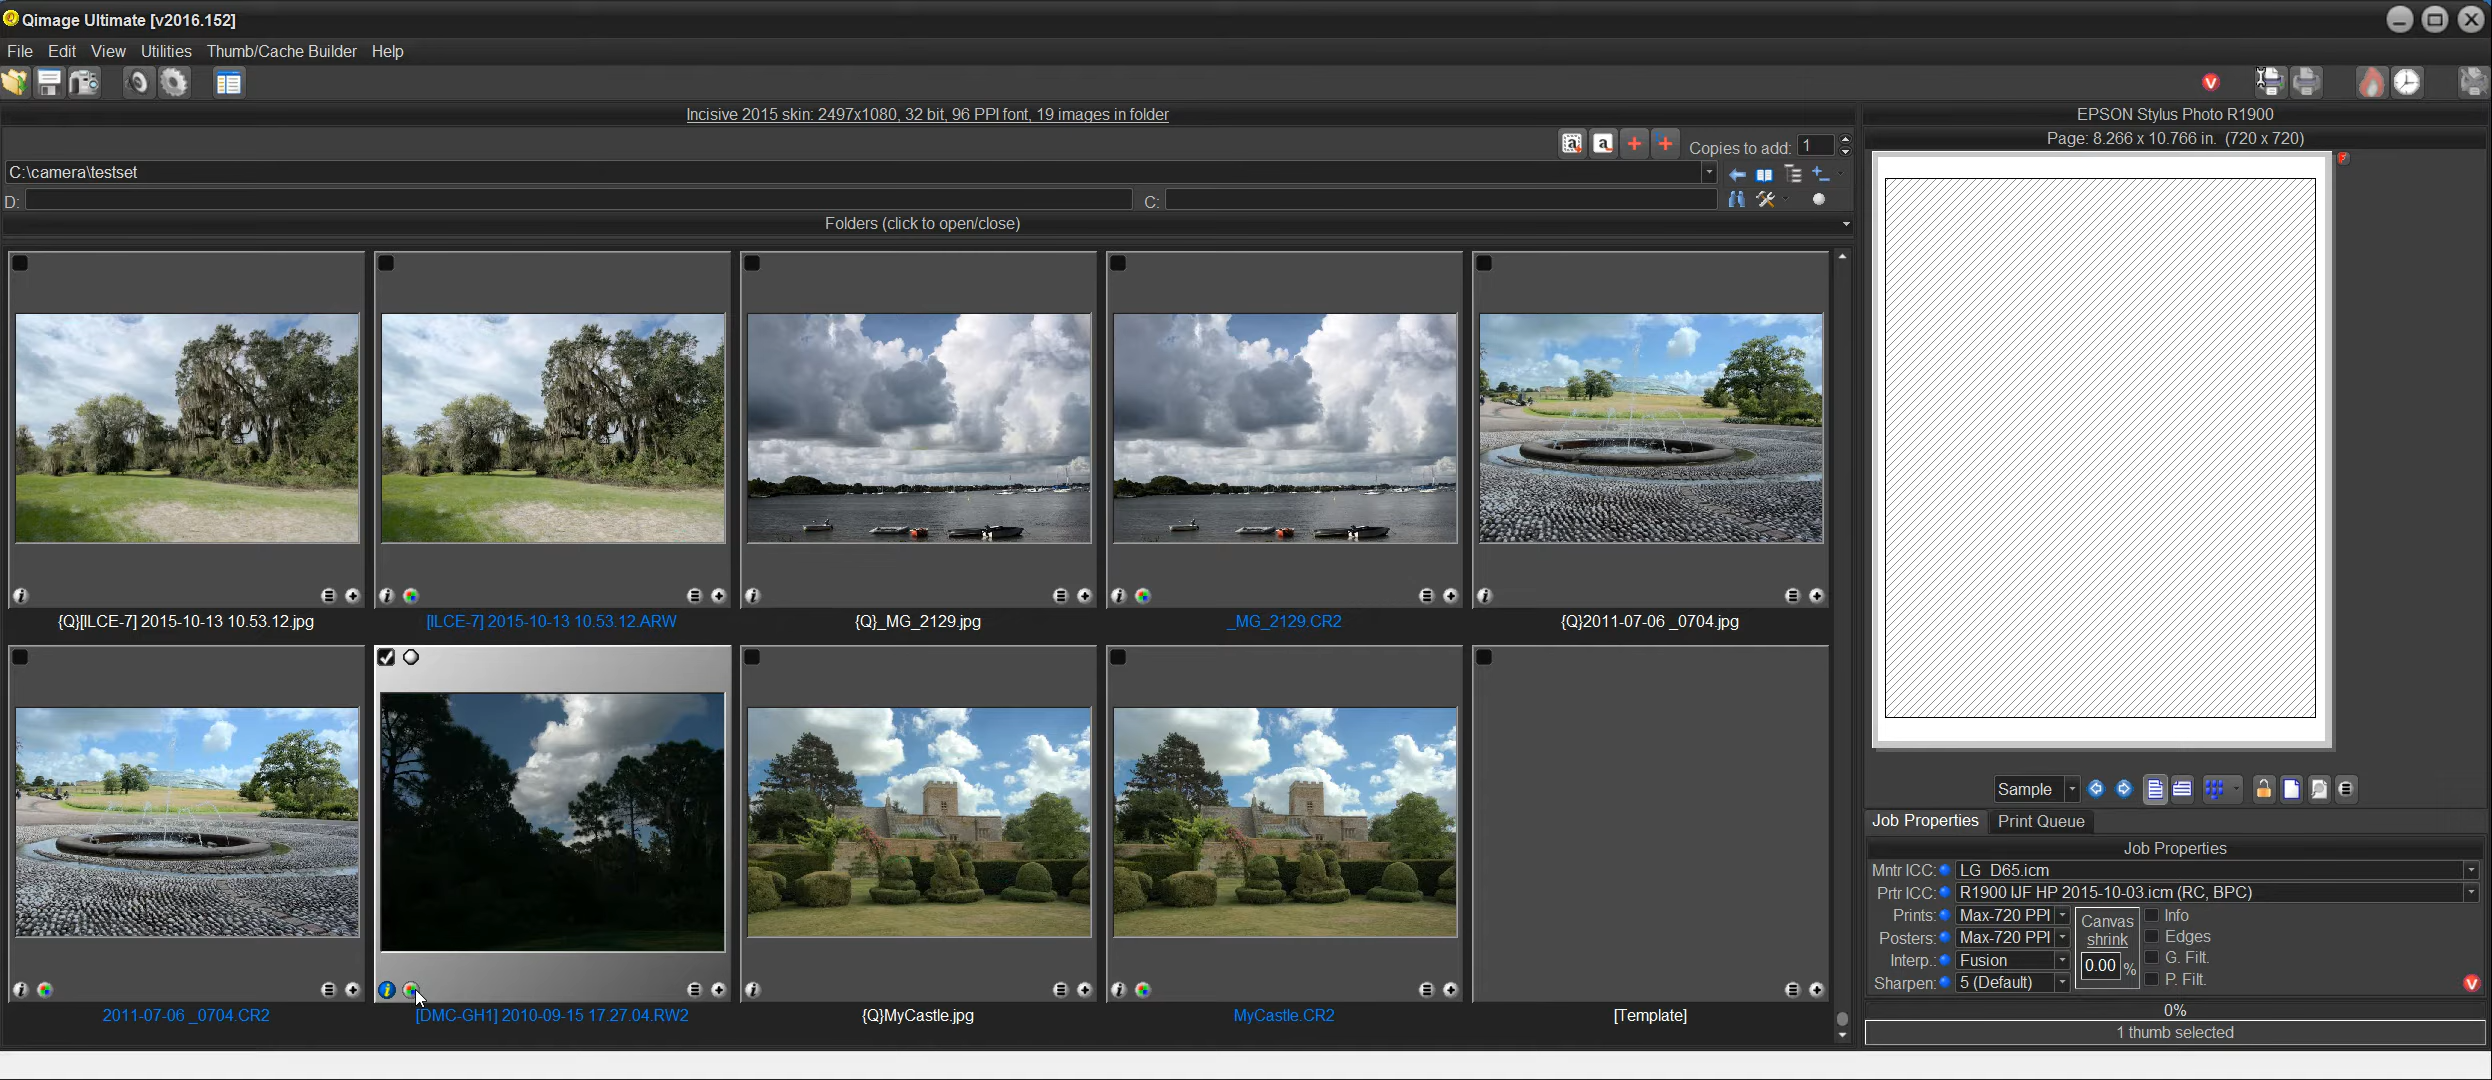 Qimage Ultimate [v2016.152]
File Edit View Utilities Thumb/Cache Builder Help
Incisive 2015 skin: 2497x1080, 32 bit, 96 PPI font, 19 images in folder
EPSON Stylus Photo R1900
Page: 8.266 x 10.766 in. (720 x 720)
Copies to add: 1
C:\camera\testset
D:
C:
Folders (click to open/close)
{Q}[ILCE-7] 2015-10-13 10.53.12.jpg
[ILCE-7] 2015-10-13 10.53.12.ARW
{Q}_MG_2129.jpg
_MG_2129.CR2
{Q}2011-07-06 _0704.jpg
2011-07-06 _0704.CR2
[DMC-GH1] 2010-09-15 17.27.04.RW2
{Q}MyCastle.jpg
MyCastle.CR2
[Template]
Sample
Job Properties Print Queue
Job Properties
Mntr ICC: LG D65.icm
Prtr ICC: R1900 IJF HP 2015-10-03.icm (RC, BPC)
Prints: Max-720 PPI
Posters: Max-720 PPI
Interp.: Fusion
Sharpen: 5 (Default)
Canvas
shrink
0.00 %
Info
Edges
G. Filt.
P. Filt.
0%
1 thumb selected